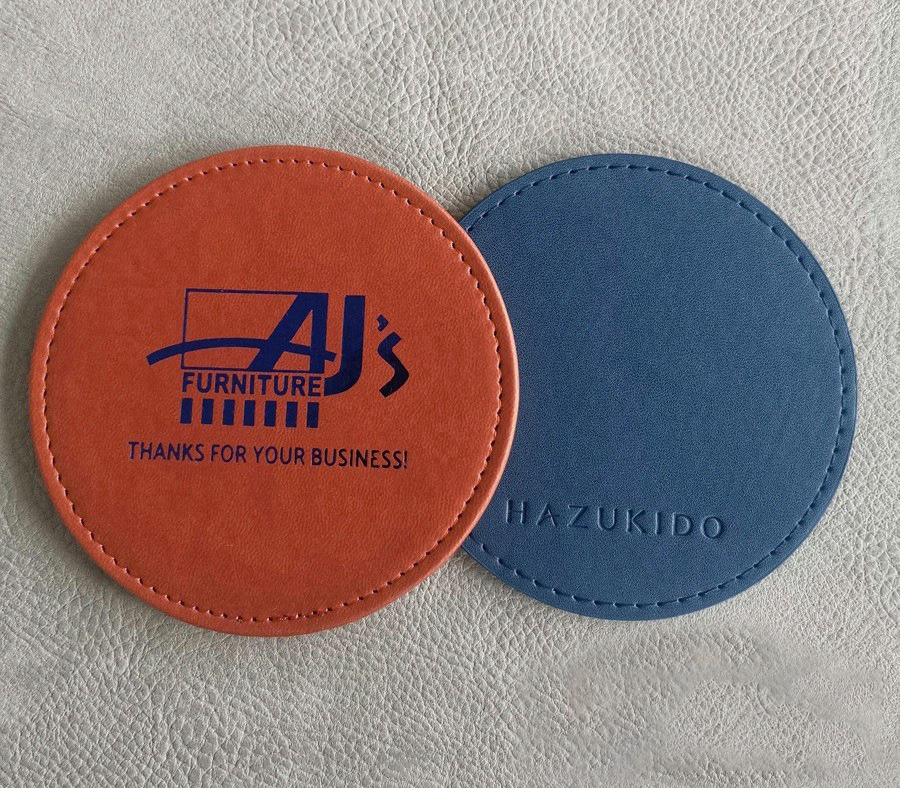 AJ's
FURNITURE
THANKS FOR YOUR BUSINESS!
HAZUKIDO